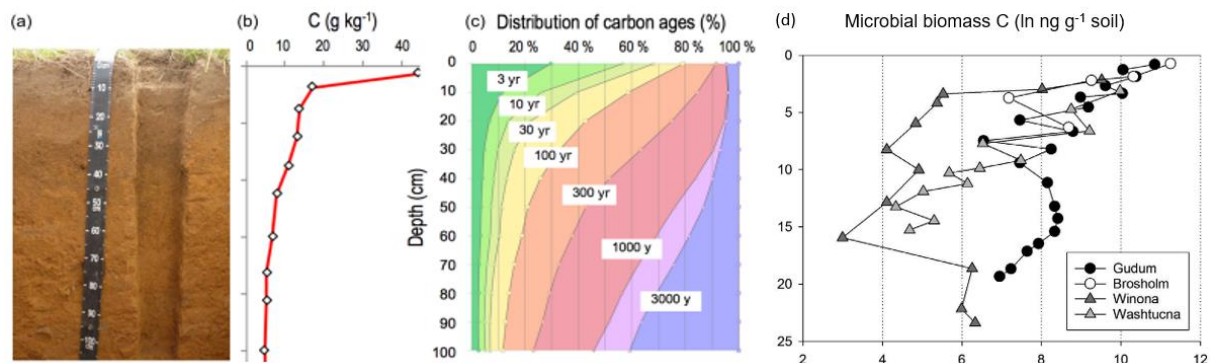 (a)
(b)
C (g kg-1)
0 10 20 30 40
(c)
Distribution of carbon ages (%)
0 20 % 40 % 60 % 80 % 100 %
Depth (cm)
0
10
20
30
40
50
60
70
80
90
100
3 yr
10 yr
30 yr
100 yr
300 yr
1000 y
3000 y
(d)
Microbial biomass C (ln ng g-1 soil)
0
5
10
15
20
25
2 4 6 8 10 12
Gudum
Brosholm
Winona
Washtucna